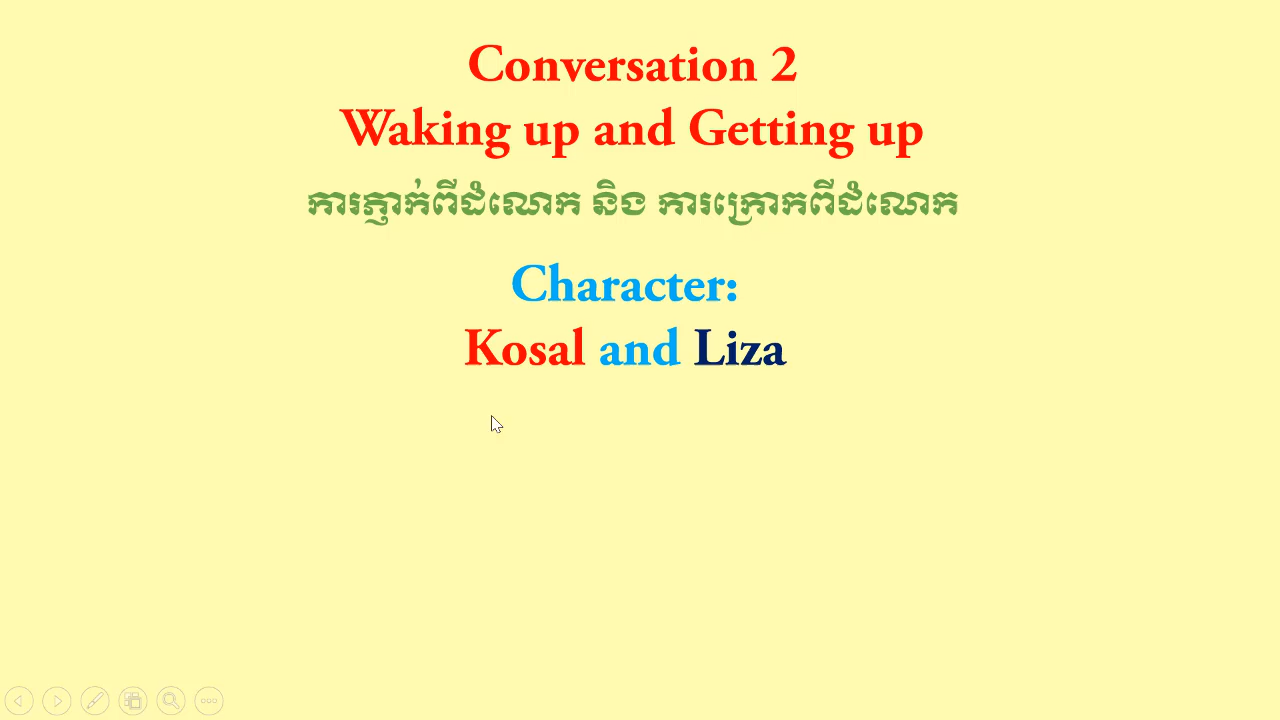 Conversation 2
Waking up and Getting up
ការភ្ញាក់ពីដំណេក និង ការក្រោកពីដំណេក
Character:
Kosal and Liza